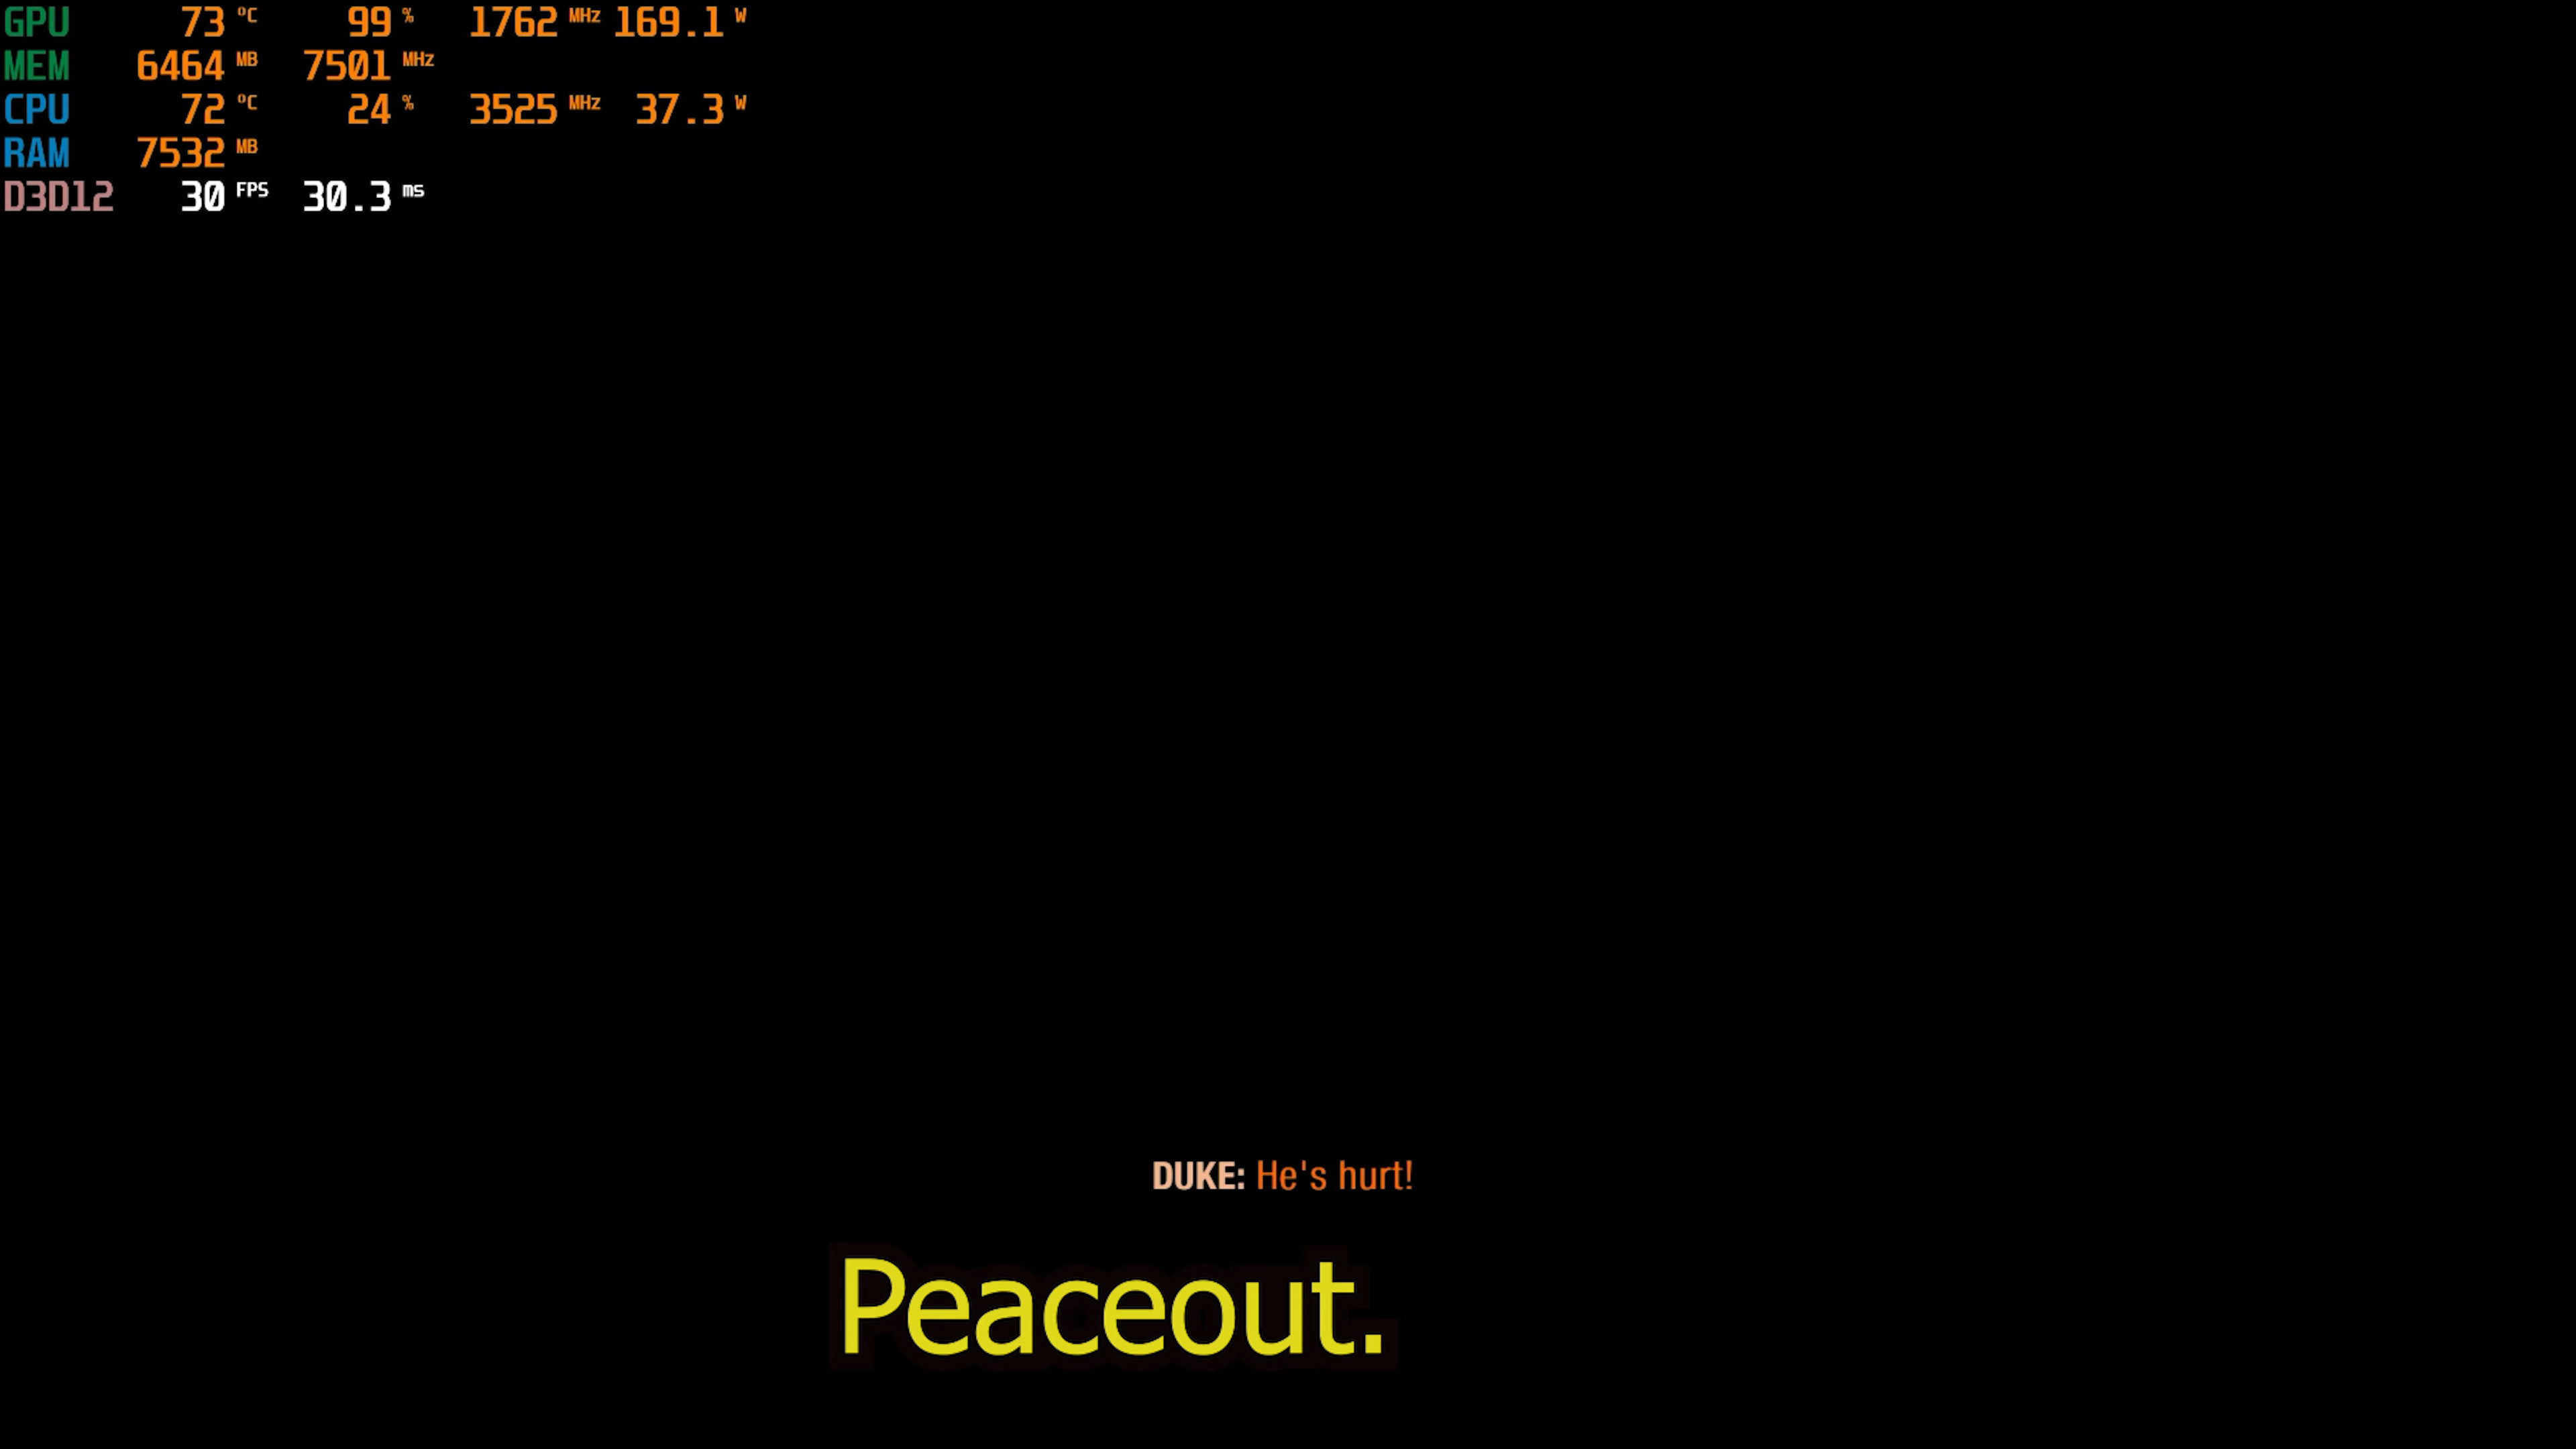 GPU 73 °C 99 % 1762 MHz 169.1 W
MEM 6464 MB 7501 MHz
CPU 72 °C 24 % 3525 MHz 37.3 W
RAM 7532 MB
D3D12 30 FPS 30.3 ms
DUKE: He's hurt!
Peaceout.